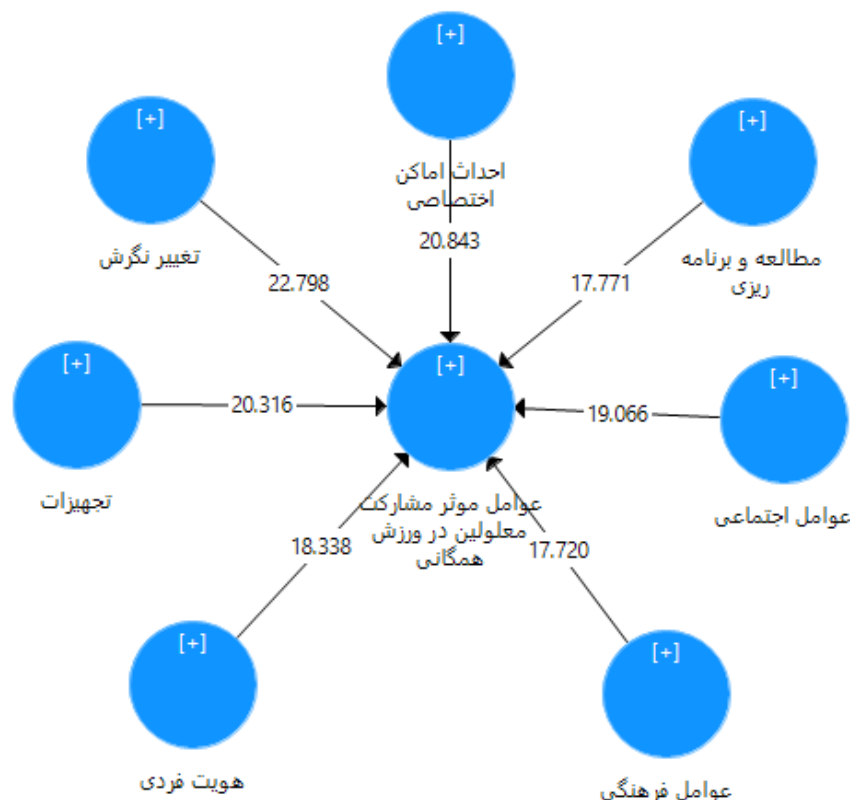 [+]
احداث اماکن
اختصاصی
20.843
[+]
مطالعه و برنامه
ریزی
17.771
[+]
تغییر نگرش
22.798
[+]
عوامل موثر مشارکت
معلولین در ورزش
همگانی
[+]
عوامل اجتماعی
19.066
[+]
تجهیزات
20.316
[+]
هویت فردی
18.338
[+]
عوامل فرهنگی
17.720